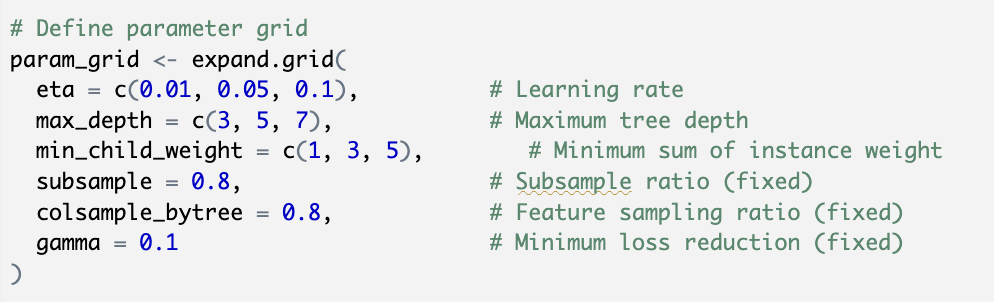 # Define parameter grid
param_grid <- expand.grid(
  eta = c(0.01, 0.05, 0.1),          # Learning rate
  max_depth = c(3, 5, 7),            # Maximum tree depth
  min_child_weight = c(1, 3, 5),        # Minimum sum of instance weight
  subsample = 0.8,                   # Subsample ratio (fixed)
  colsample_bytree = 0.8,            # Feature sampling ratio (fixed)
  gamma = 0.1                        # Minimum loss reduction (fixed)
)